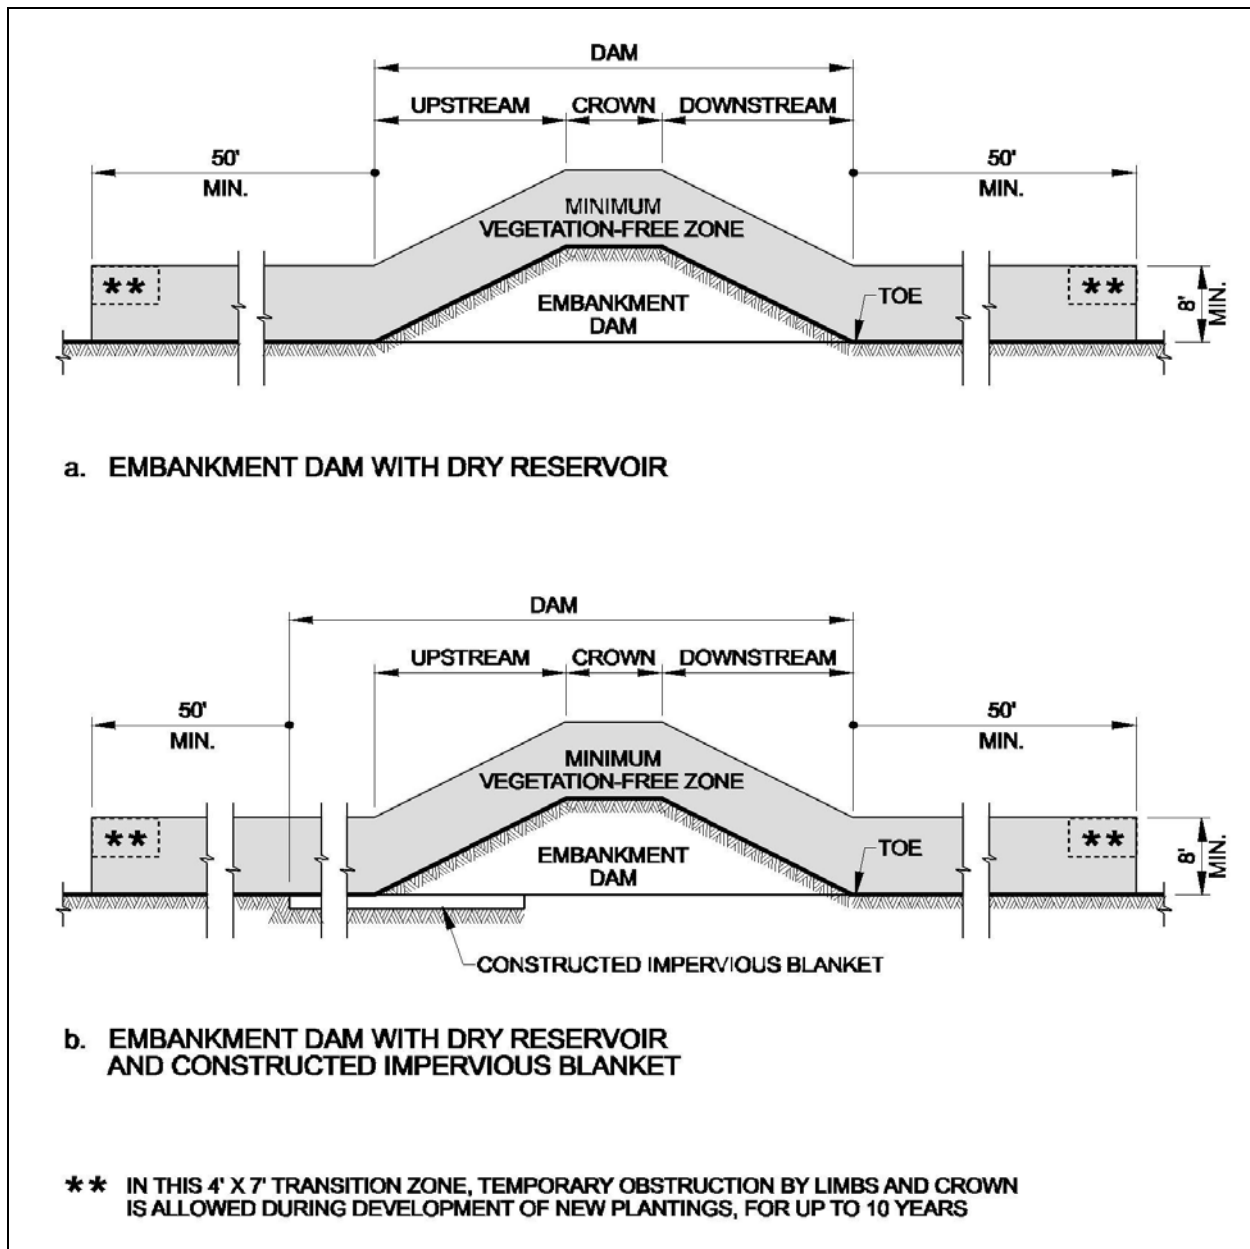 DAM
UPSTREAM CROWN DOWNSTREAM
50' MIN.
50' MIN.
MINIMUM
VEGETATION-FREE ZONE
**
**
EMBANKMENT
DAM
TOE
8' MIN.
a. EMBANKMENT DAM WITH DRY RESERVOIR
DAM
UPSTREAM CROWN DOWNSTREAM
50' MIN.
50' MIN.
MINIMUM
VEGETATION-FREE ZONE
**
**
EMBANKMENT
DAM
TOE
8' MIN.
CONSTRUCTED IMPERVIOUS BLANKET
b. EMBANKMENT DAM WITH DRY RESERVOIR
AND CONSTRUCTED IMPERVIOUS BLANKET
** IN THIS 4' X 7' TRANSITION ZONE, TEMPORARY OBSTRUCTION BY LIMBS AND CROWN
IS ALLOWED DURING DEVELOPMENT OF NEW PLANTINGS, FOR UP TO 10 YEARS